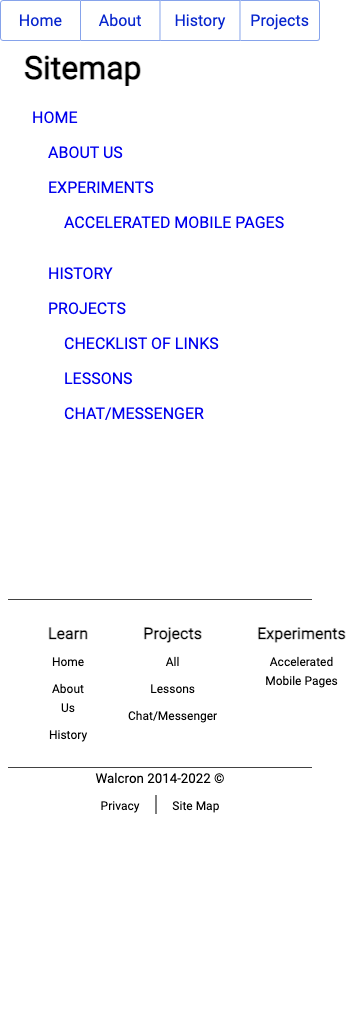 Home About History Projects
Sitemap
HOME
ABOUT US
EXPERIMENTS
ACCELERATED MOBILE PAGES
HISTORY
PROJECTS
CHECKLIST OF LINKS
LESSONS
CHAT/MESSENGER
Learn
Home
About
Us
History
Projects
All
Lessons
Chat/Messenger
Experiments
Accelerated
Mobile Pages
Walcron 2014-2022 ©
Privacy Site Map